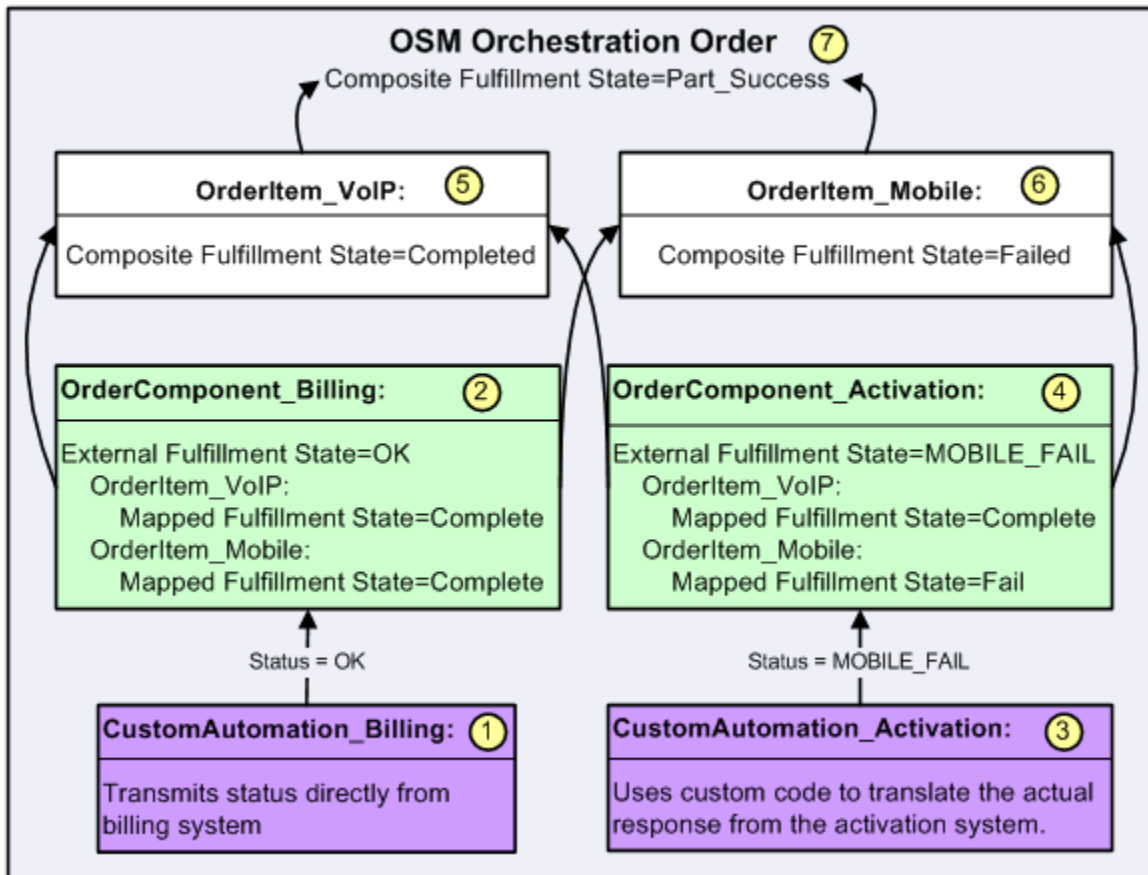 OSM Orchestration Order 7
Composite Fulfillment State=Part_Success
OrderItem_VoIP: 5
Composite Fulfillment State=Completed
OrderItem_Mobile: 6
Composite Fulfillment State=Failed
OrderComponent_Billing: 2
External Fulfillment State=OK
OrderItem_VoIP:
Mapped Fulfillment State=Complete
OrderItem_Mobile:
Mapped Fulfillment State=Complete
OrderComponent_Activation: 4
External Fulfillment State=MOBILE_FAIL
OrderItem_VoIP:
Mapped Fulfillment State=Complete
OrderItem_Mobile:
Mapped Fulfillment State=Fail
Status = OK
Status = MOBILE_FAIL
CustomAutomation_Billing: 1
Transmits status directly from
billing system
CustomAutomation_Activation: 3
Uses custom code to translate the actual
response from the activation system.